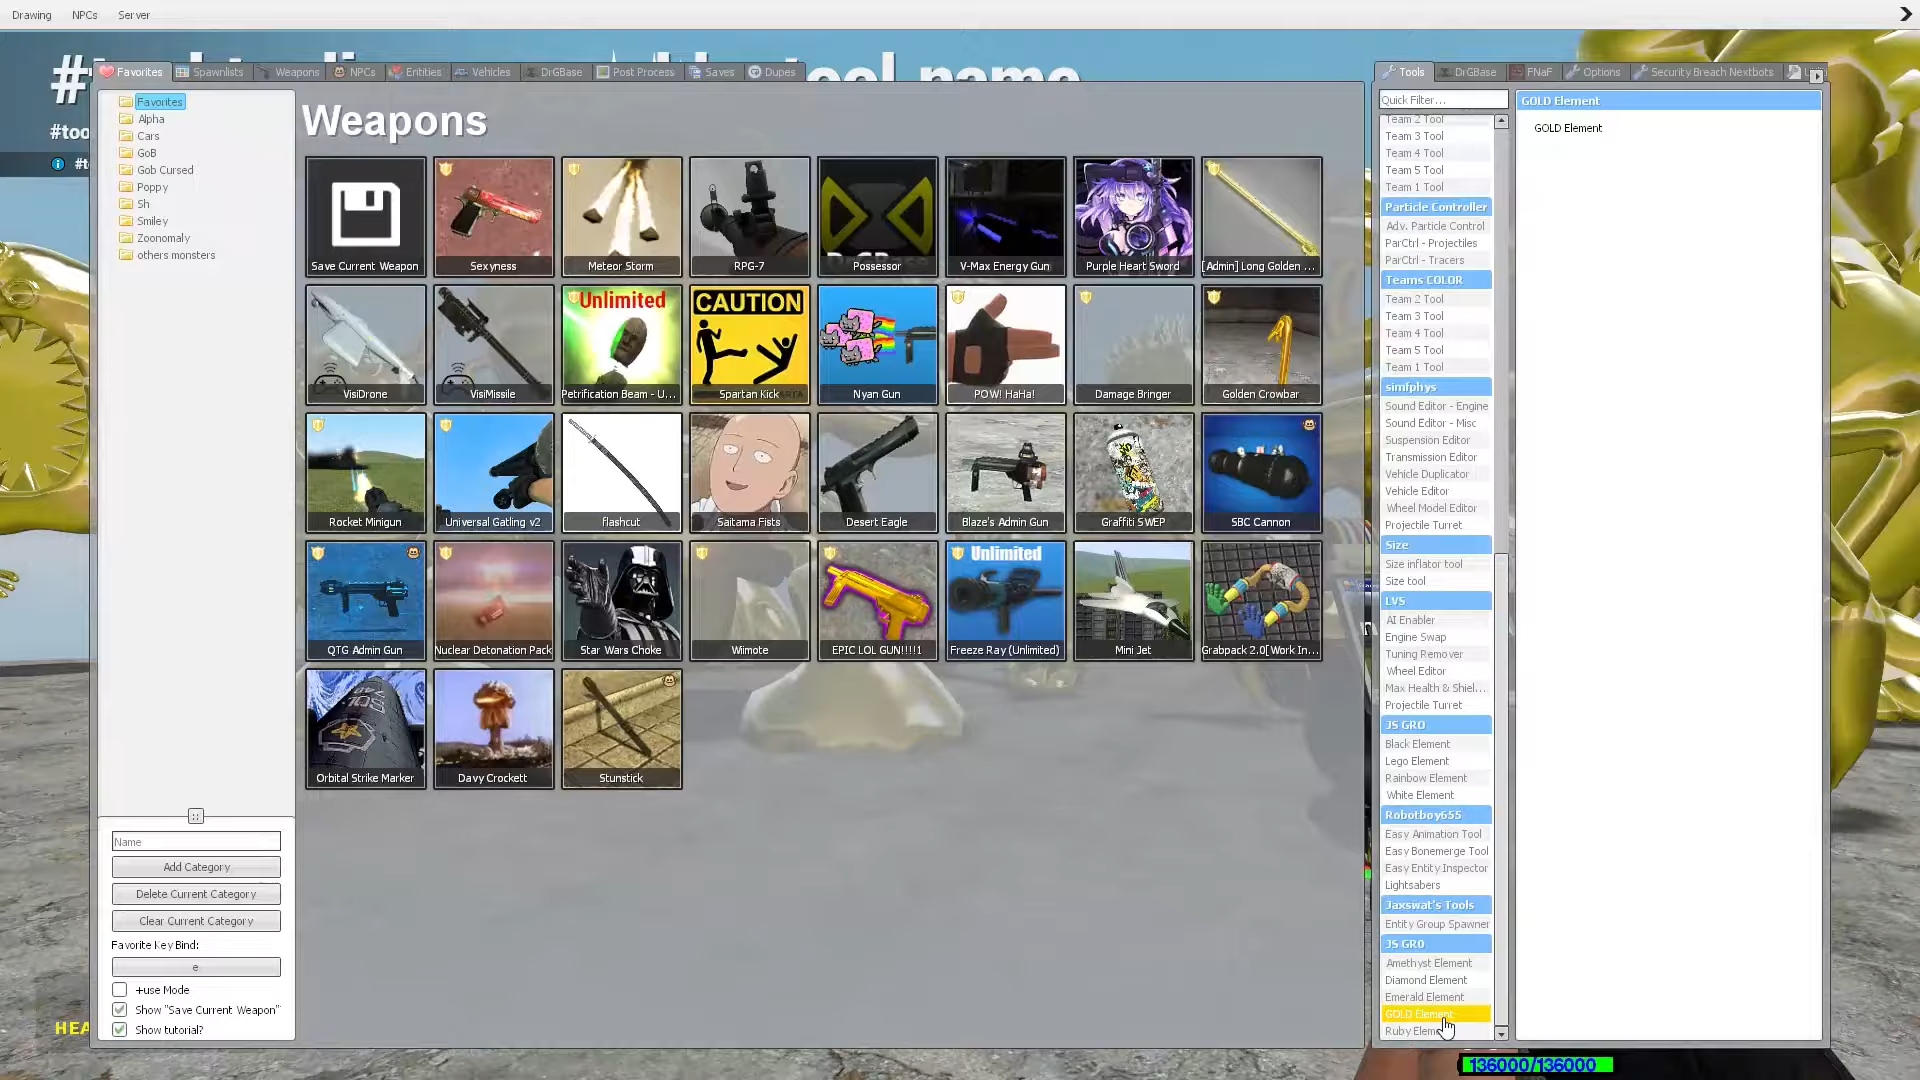 Drawing NPCs Server
Favorites Spawnlists Weapons NPCs Entities Vehicles DrGBase Post Process Saves Dupes
Tools DrGBase FNaF Options Security Breach Nextbots
tool name
#too
#t
Favorites
Alpha
Cars
GoB
Gob Cursed
Poppy
Sh
Smiley
Zoonomaly
others monsters
Name
Add Category
Delete Current Category
Clear Current Category
Favorite Key Bind:
e
+use Mode
Show "Save Current Weapon"
Show tutorial?
HEA
Weapons
Save Current Weapon
Sexyness
Meteor Storm
RPG-7
Possessor
V-Max Energy Gun
Purple Heart Sword
[Admin] Long Golden ...
VisiDrone
VisiMissile
Unlimited
Petrification Beam - U...
CAUTION
Spartan Kick
Nyan Gun
POW! HaHa!
Damage Bringer
Golden Crowbar
Rocket Minigun
Universal Gatling v2
flashcut
Saitama Fists
Desert Eagle
Blaze's Admin Gun
Graffiti SWEP
SBC Cannon
QTG Admin Gun
Nuclear Detonation Pack
Star Wars Choke
Wiimote
EPIC LOL GUN!!!!1
Unlimited
Freeze Ray (Unlimited)
Mini Jet
Grabpack 2.0[Work In...
Orbital Strike Marker
Davy Crockett
Stunstick
Quick Filter...
Team 2 Tool
Team 3 Tool
Team 4 Tool
Team 5 Tool
Team 1 Tool
Particle Controller
Adv. Particle Control
ParCtrl - Projectiles
ParCtrl - Tracers
Teams COLOR
Team 2 Tool
Team 3 Tool
Team 4 Tool
Team 5 Tool
Team 1 Tool
simfphys
Sound Editor - Engine
Sound Editor - Misc
Suspension Editor
Transmission Editor
Vehicle Duplicator
Vehicle Editor
Wheel Model Editor
Projectile Turret
Size
Size inflator tool
Size tool
LVS
AI Enabler
Engine Swap
Tuning Remover
Wheel Editor
Max Health & Shiel...
Projectile Turret
JS GRO
Black Element
Lego Element
Rainbow Element
White Element
Robotboy655
Easy Animation Tool
Easy Bonemerge Tool
Easy Entity Inspector
Lightsabers
Jaxswat's Tools
Entity Group Spawner
JS GRO
Amethyst Element
Diamond Element
Emerald Element
GOLD Element
Ruby Elem
GOLD Element
GOLD Element
136000/136000